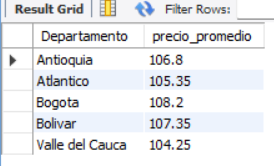 Result Grid Filter Rows:
Departamento precio_promedio
Antioquia 106.8
Atlantico 105.35
Bogota 108.2
Bolivar 107.35
Valle del Cauca 104.25